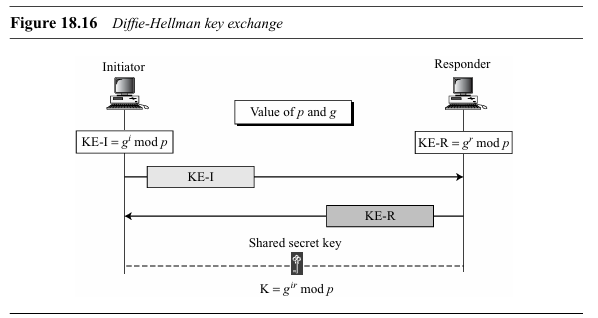 Figure 18.16 Diffie-Hellman key exchange
Initiator
Responder
Value of p and g
KE-I = g^i mod p
KE-R = g^r mod p
KE-I
KE-R
Shared secret key
K = g^ir mod p